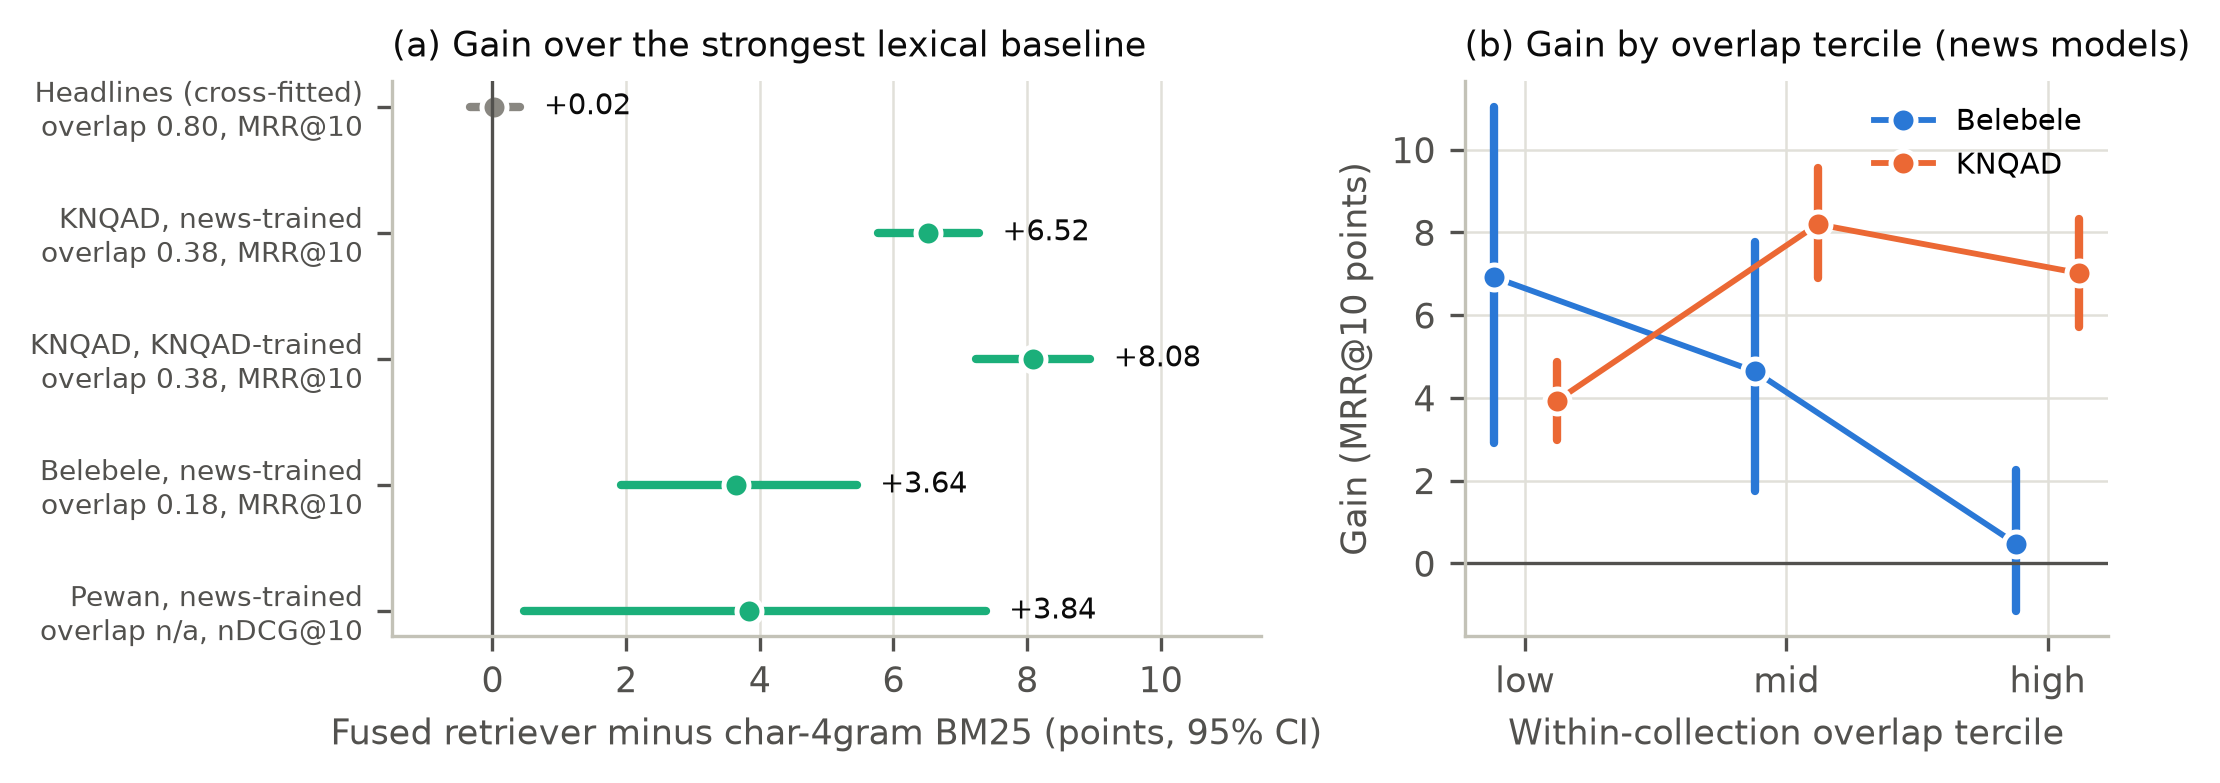 (a) Gain over the strongest lexical baseline
Headlines (cross-fitted)
overlap 0.80, MRR@10
+0.02
KNQAD, news-trained
overlap 0.38, MRR@10
+6.52
KNQAD, KNQAD-trained
overlap 0.38, MRR@10
+8.08
Belebele, news-trained
overlap 0.18, MRR@10
+3.64
Pewan, news-trained
overlap n/a, nDCG@10
+3.84
0 2 4 6 8 10
Fused retriever minus char-4gram BM25 (points, 95% CI)
(b) Gain by overlap tercile (news models)
Belebele
KNQAD
Gain (MRR@10 points)
10
8
6
4
2
0
low mid high
Within-collection overlap tercile